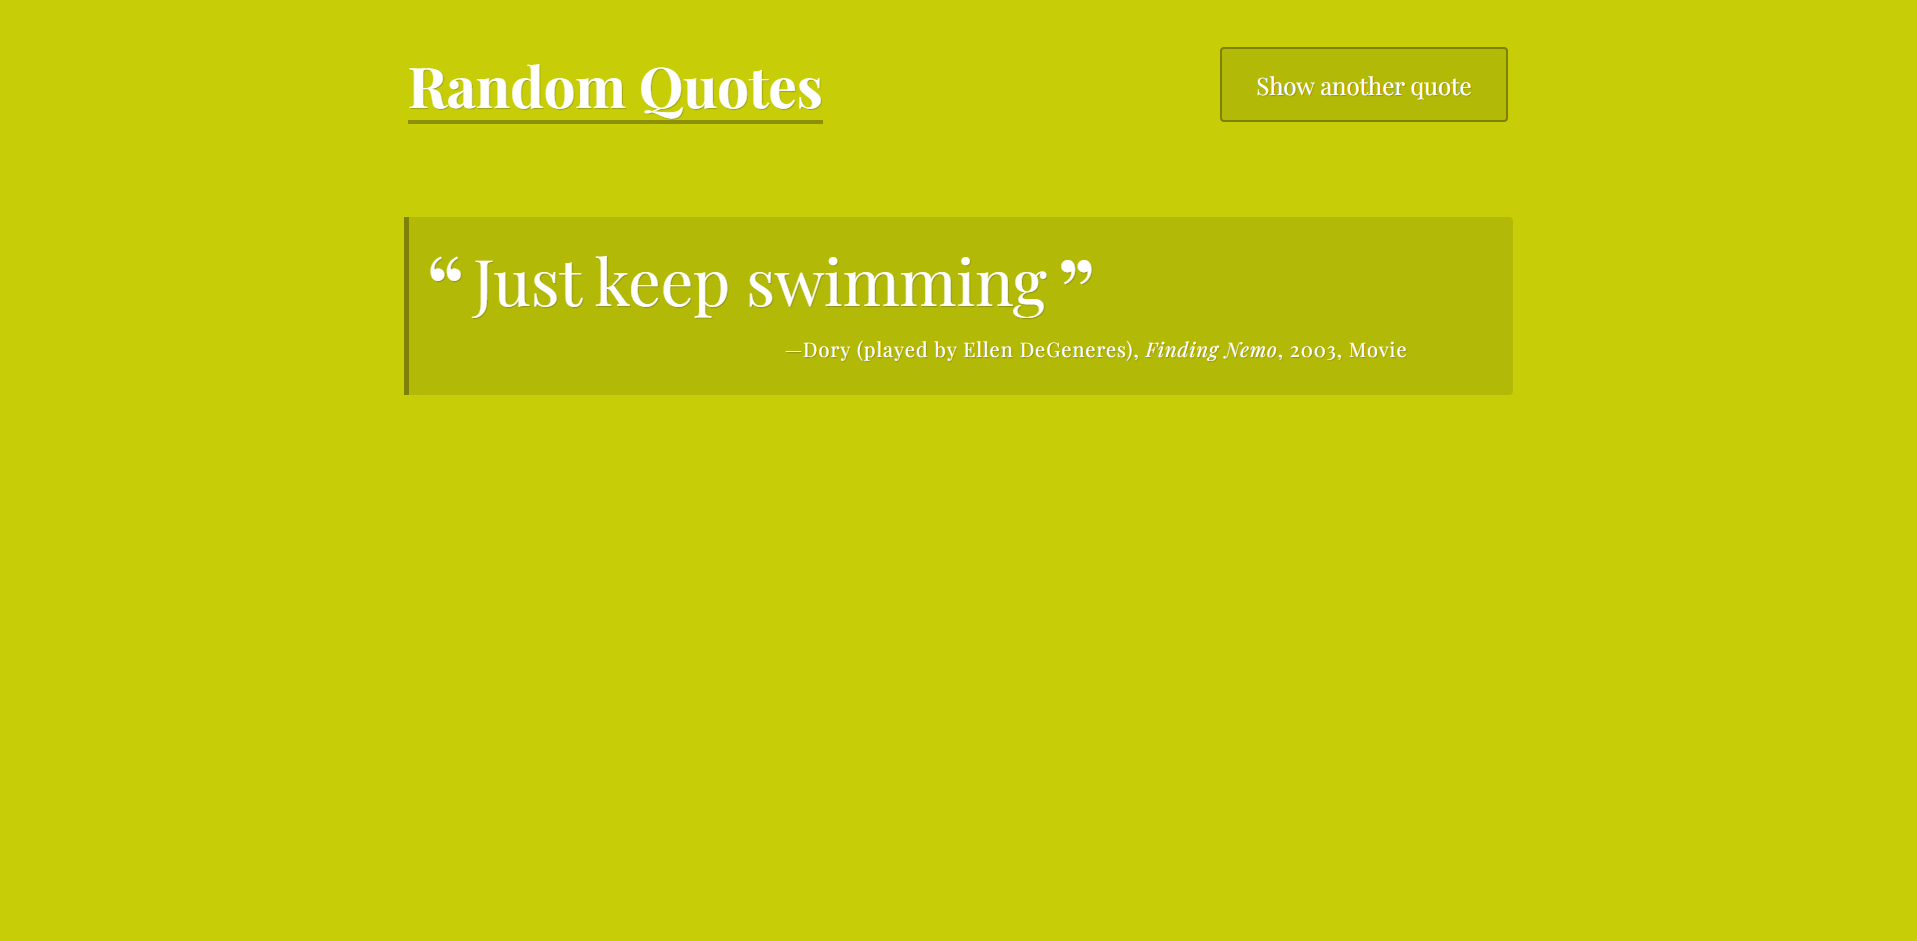 Random Quotes
Show another quote
“ Just keep swimming ”
—Dory (played by Ellen DeGeneres), Finding Nemo, 2003, Movie